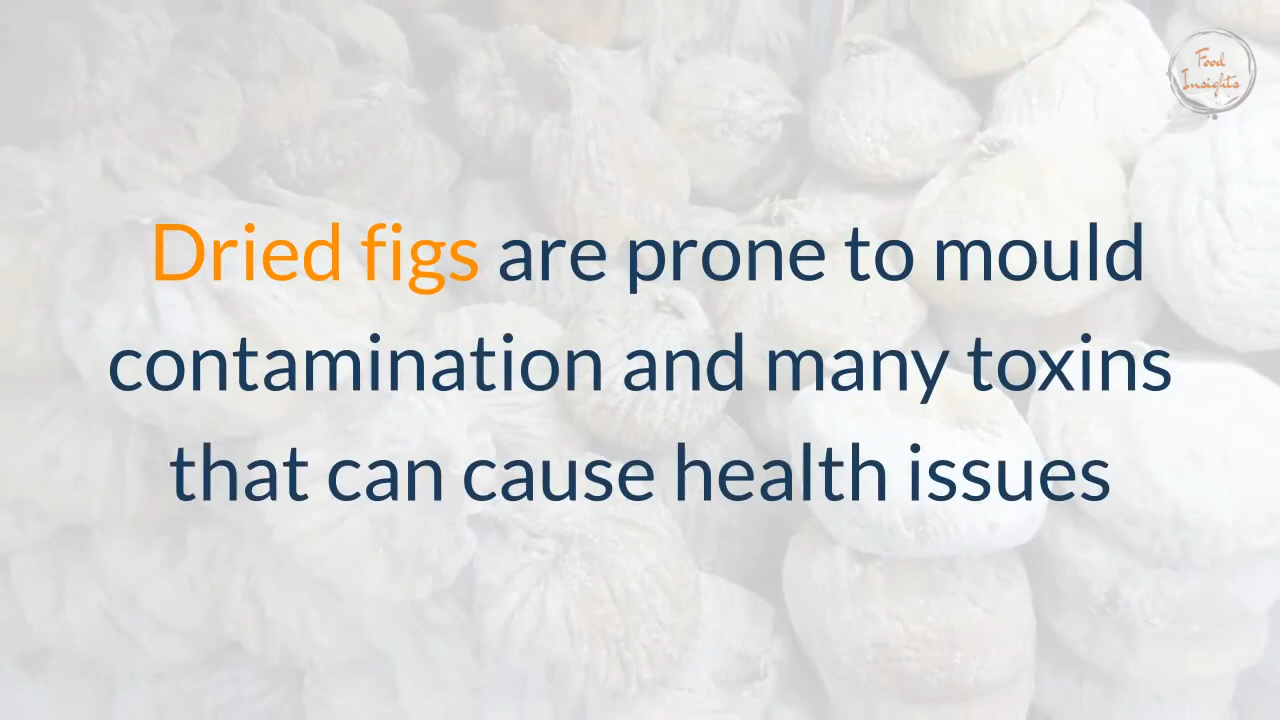 Food
Insights
Dried figs are prone to mould
contamination and many toxins
that can cause health issues